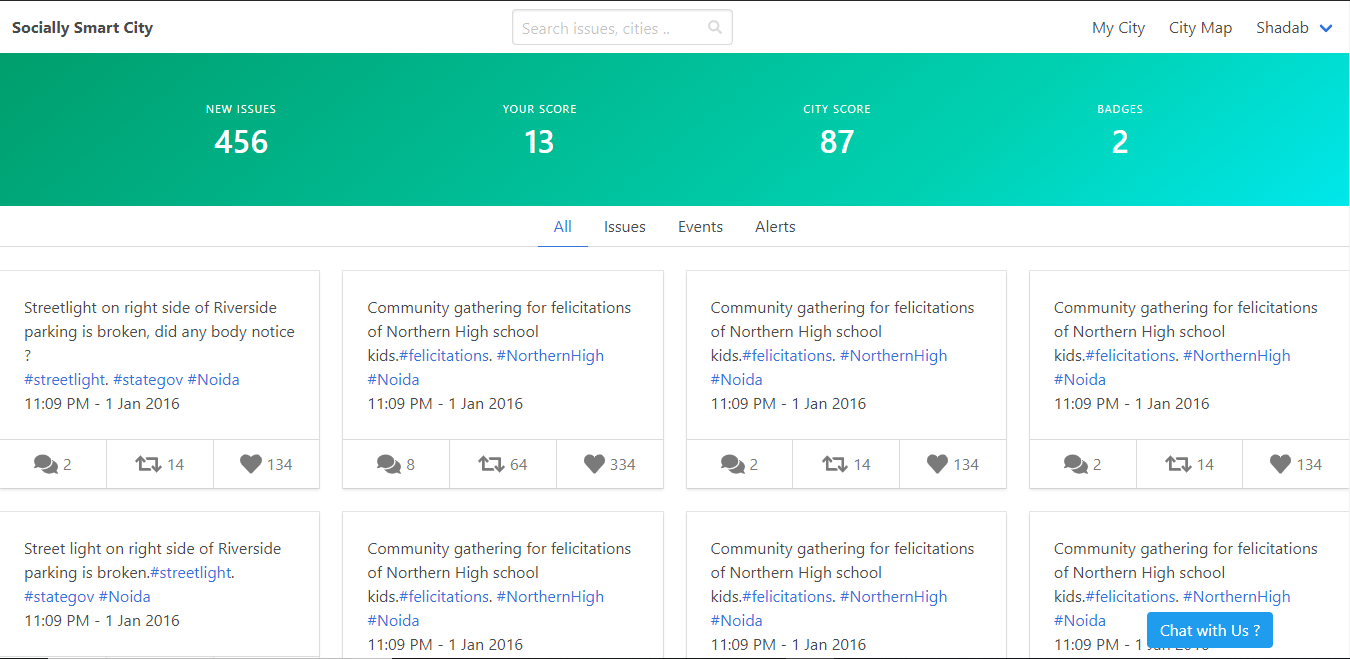 Socially Smart City
Search issues, cities ..
My City
City Map
Shadab
NEW ISSUES
456
YOUR SCORE
13
CITY SCORE
87
BADGES
2
All
Issues
Events
Alerts
Streetlight on right side of Riverside
parking is broken, did any body notice
?
#streetlight. #stategov #Noida
11:09 PM - 1 Jan 2016
2
14
134
Community gathering for felicitations
of Northern High school
kids.#felicitations. #NorthernHigh
#Noida
11:09 PM - 1 Jan 2016
8
64
334
Community gathering for felicitations
of Northern High school
kids.#felicitations. #NorthernHigh
#Noida
11:09 PM - 1 Jan 2016
2
14
134
Community gathering for felicitations
of Northern High school
kids.#felicitations. #NorthernHigh
#Noida
11:09 PM - 1 Jan 2016
2
14
134
Street light on right side of Riverside
parking is broken.#streetlight.
#stategov #Noida
11:09 PM - 1 Jan 2016
Community gathering for felicitations
of Northern High school
kids.#felicitations. #NorthernHigh
#Noida
11:09 PM - 1 Jan 2016
Community gathering for felicitations
of Northern High school
kids.#felicitations. #NorthernHigh
#Noida
11:09 PM - 1 Jan 2016
Community gathering for felicitations
of Northern High school
kids.#felicitations. #NorthernHigh
#Noida
11:09 PM - 1 Jan 2016
Chat with Us ?